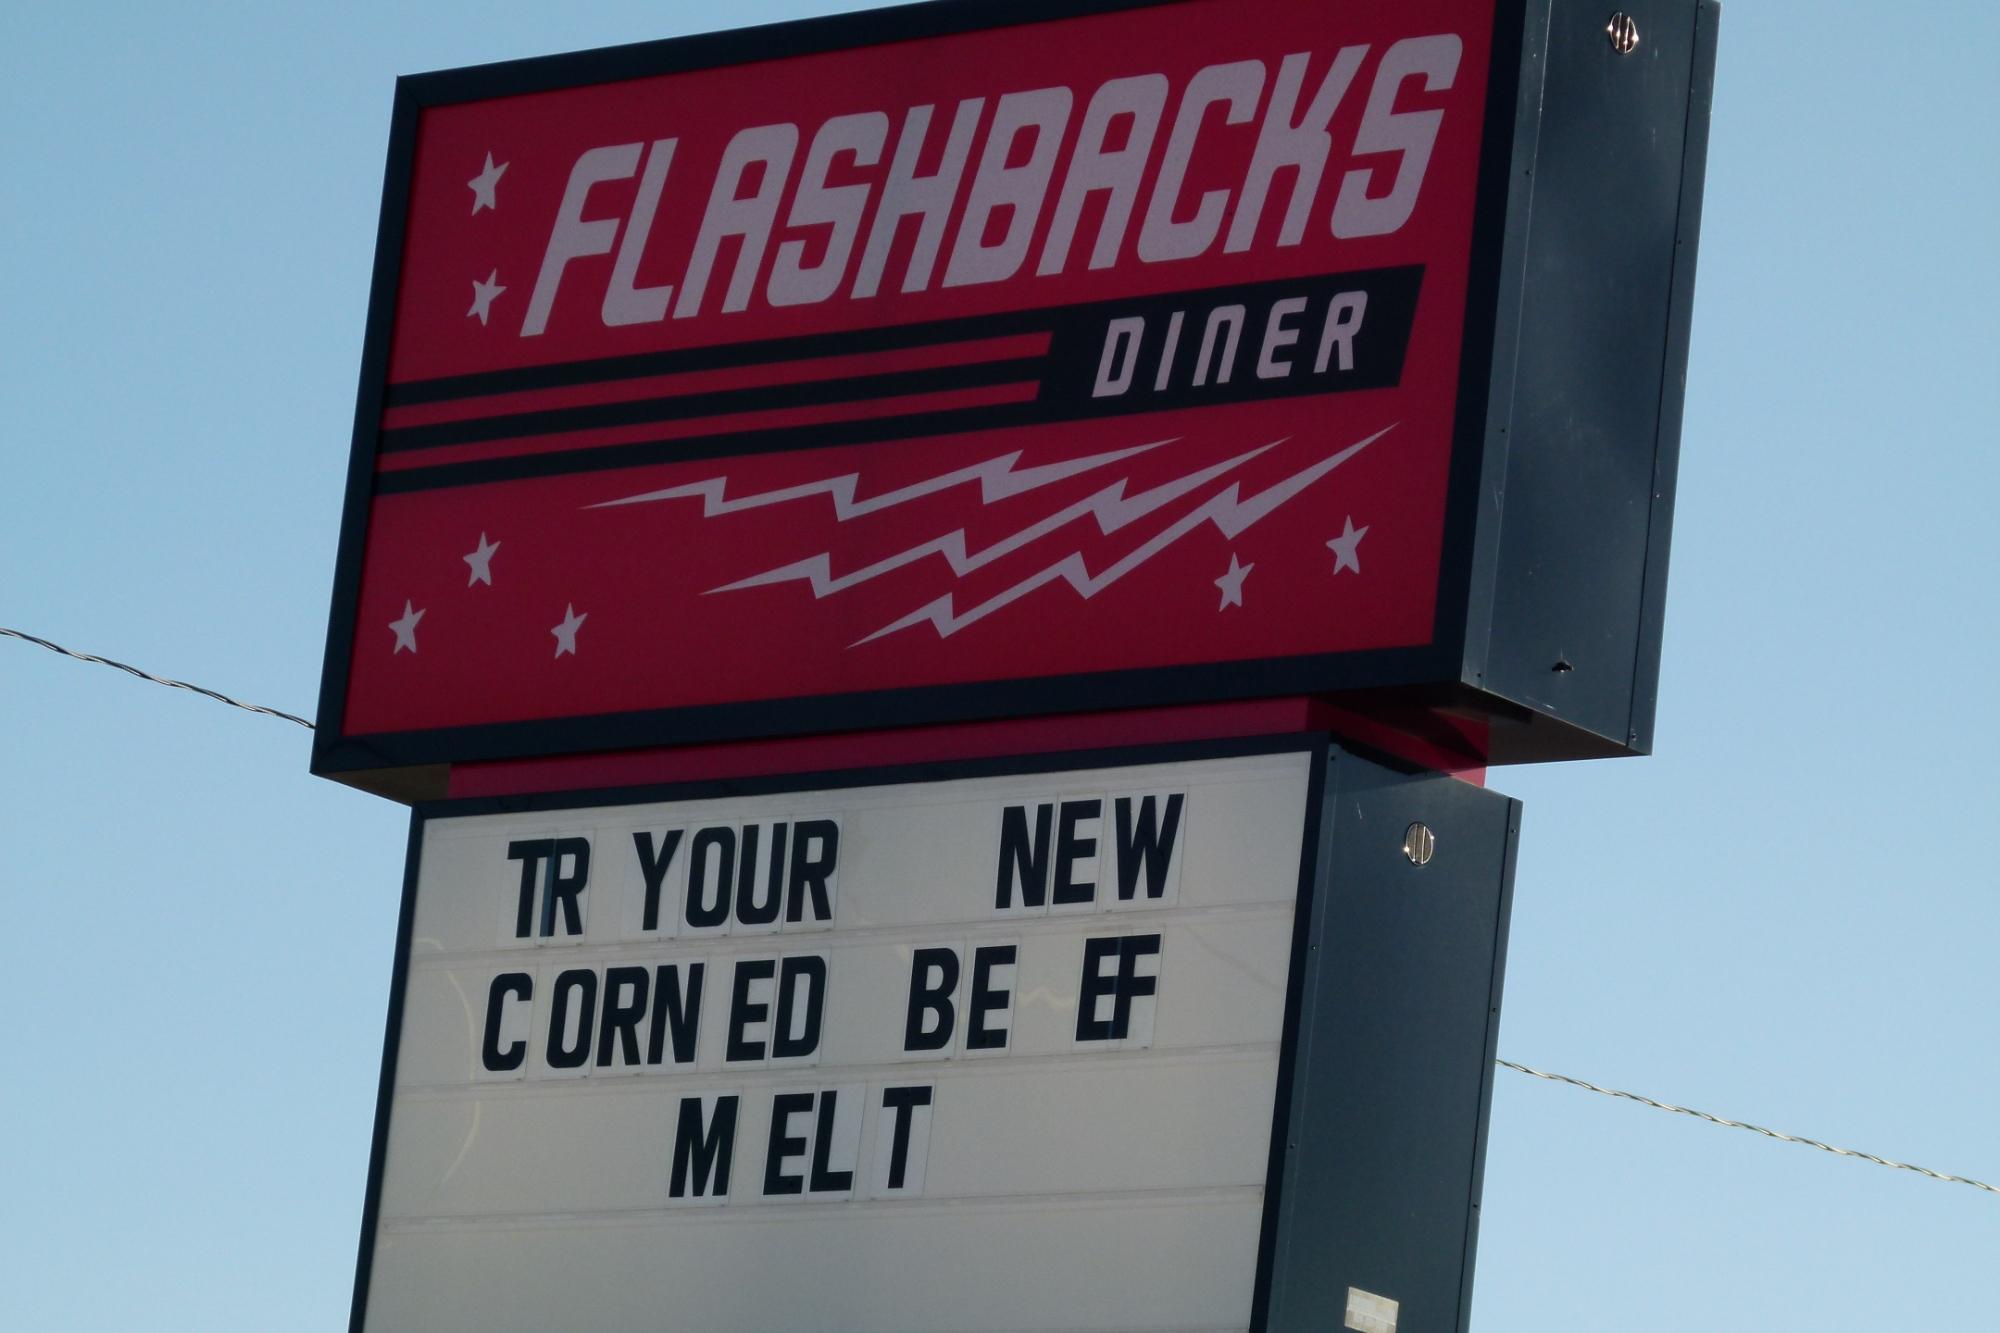 FLASHBACKS
DINER
TR YOUR NEW
CORNED BE EF
MELT